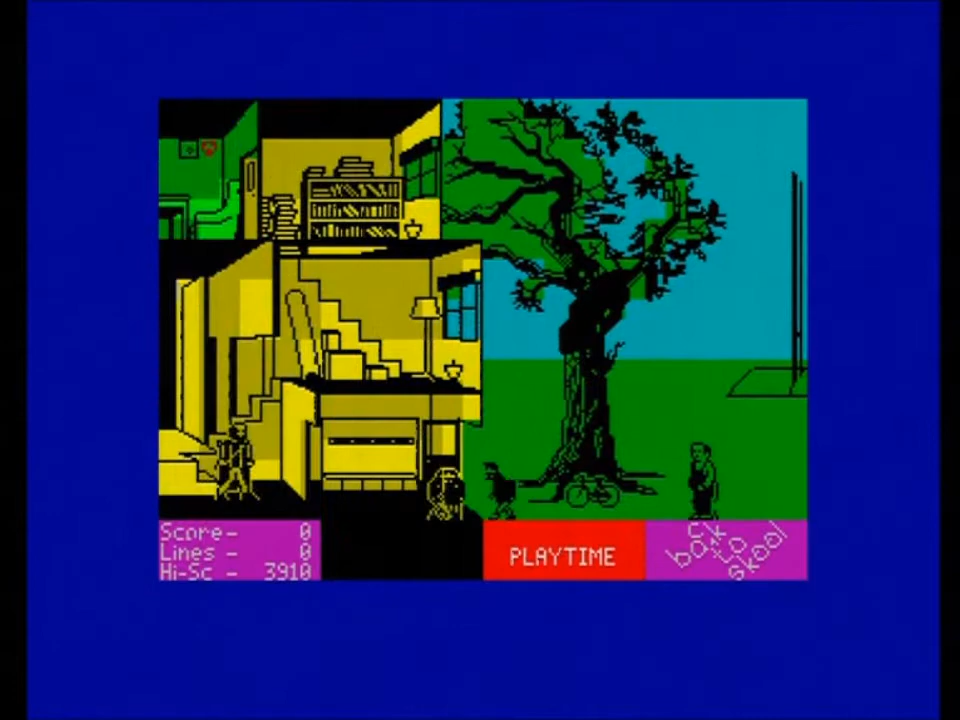 Score- 0
Lines - 0
Hi-Sc - 3910
PLAYTIME
back
to
skool